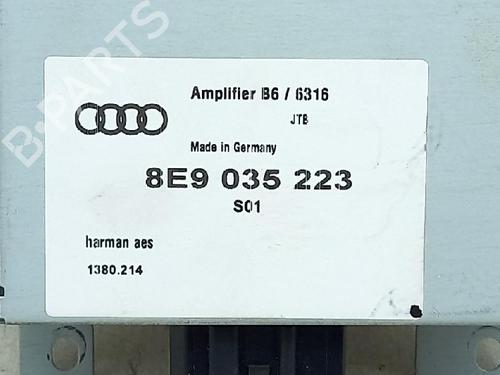 B-PARTS
Amplifier B6 / 6316
JTB
Made in Germany
8E9 035 223
S01
harman aes
1380.214